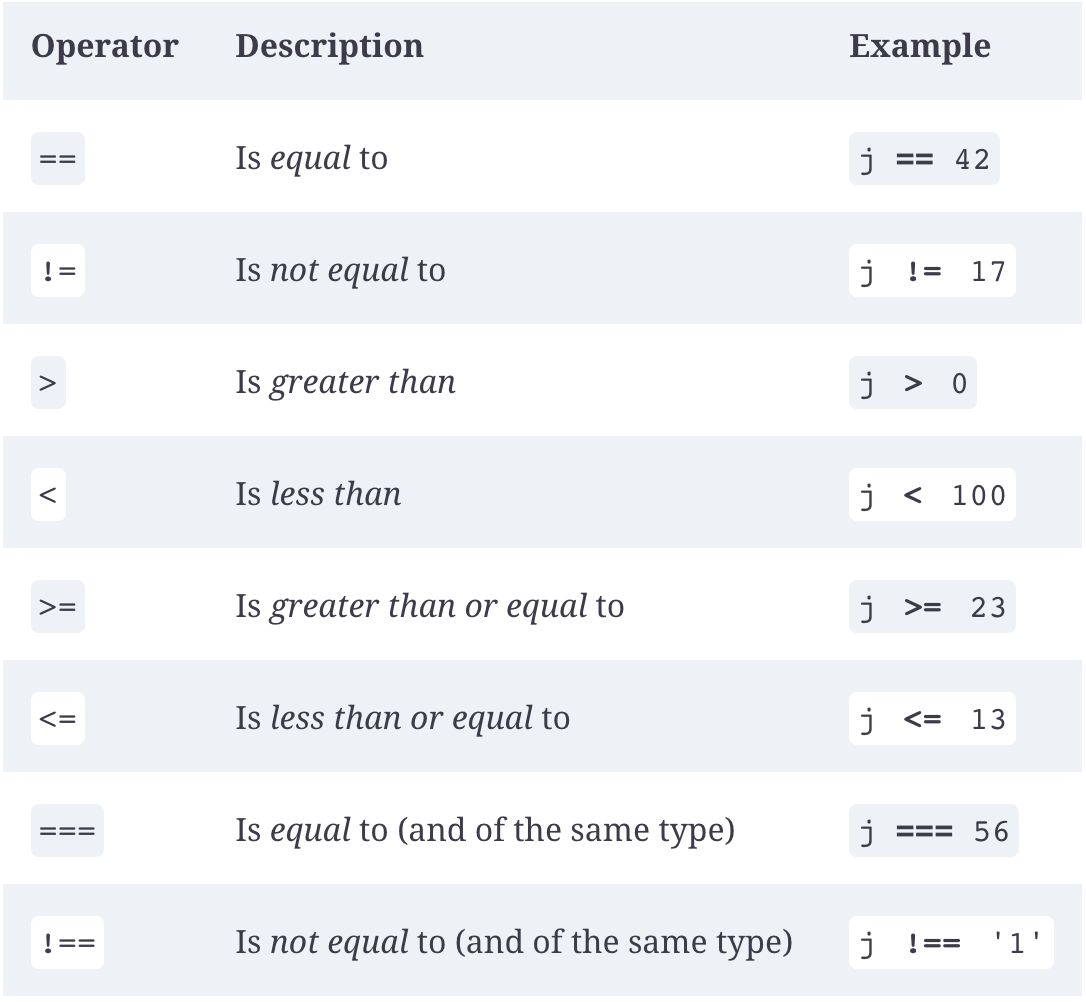 Operator Description Example
== Is equal to j == 42
!= Is not equal to j != 17
> Is greater than j > 0
< Is less than j < 100
>= Is greater than or equal to j >= 23
<= Is less than or equal to j <= 13
=== Is equal to (and of the same type) j === 56
!== Is not equal to (and of the same type) j !== '1'